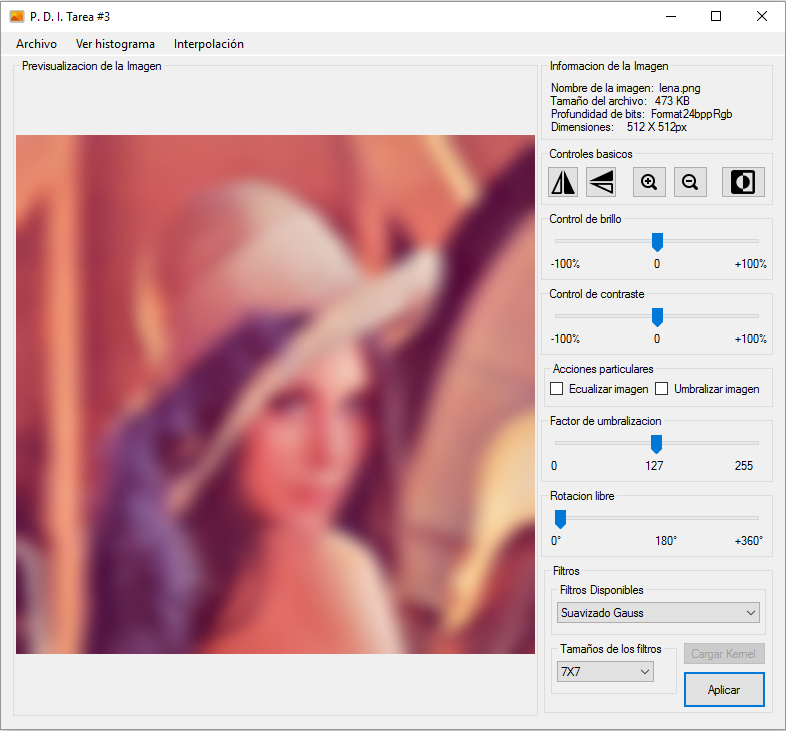 P. D. I. Tarea #3
Archivo Ver histograma Interpolación
Previsualizacion de la Imagen
Informacion de la Imagen
Nombre de la imagen: lena.png
Tamaño del archivo: 473 KB
Profundidad de bits: Format24bppRgb
Dimensiones: 512 X 512px
Controles basicos
Control de brillo
-100% 0 +100%
Control de contraste
-100% 0 +100%
Acciones particulares
Ecualizar imagen Umbralizar imagen
Factor de umbralizacion
0 127 255
Rotacion libre
0° 180° +360°
Filtros
Filtros Disponibles
Suavizado Gauss
Tamaños de los filtros
Cargar Kernel
7X7
Aplicar